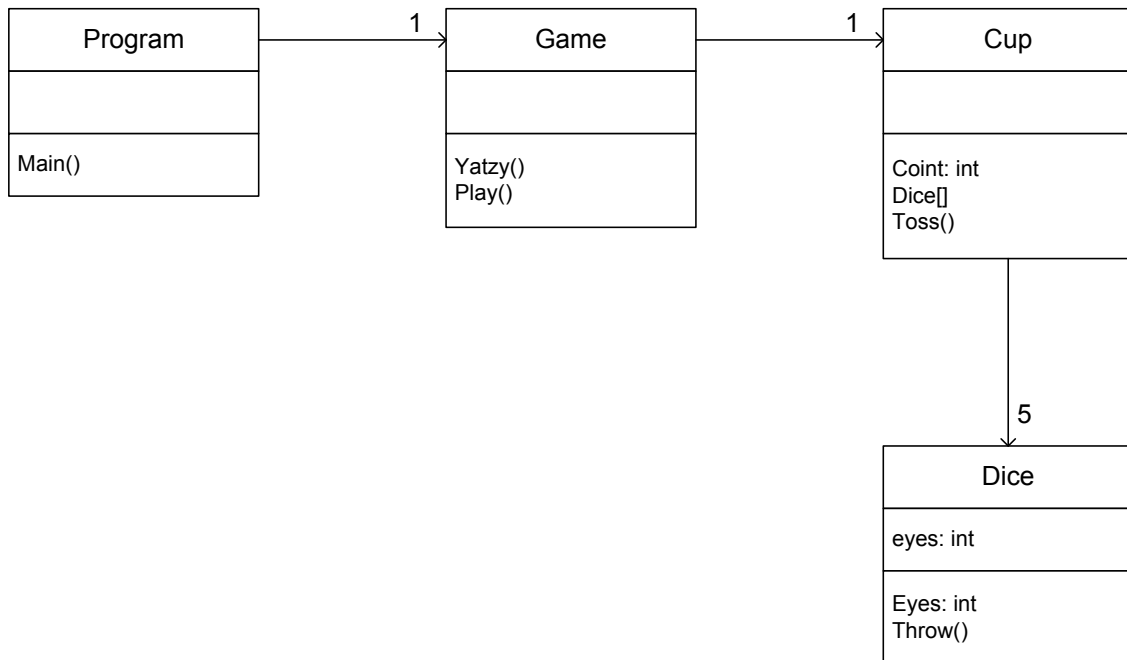 Program
Main()
1
Game
Yatzy()
Play()
1
Cup
Coint: int
Dice[]
Toss()
5
Dice
eyes: int
Eyes: int
Throw()